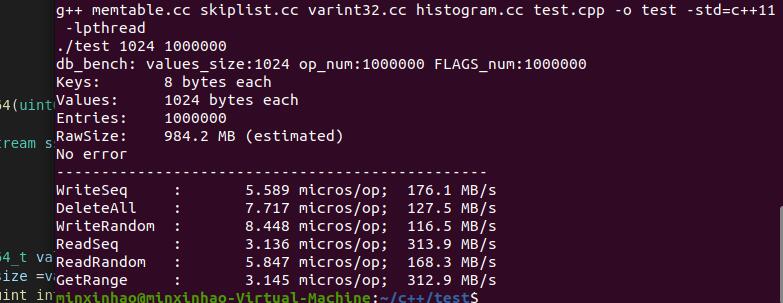 g++ memtable.cc skiplist.cc varint32.cc histogram.cc test.cpp -o test -std=c++11
 -lpthread
./test 1024 1000000
db_bench: values_size:1024 op_num:1000000 FLAGS_num:1000000
Keys:       8 bytes each
Values:     1024 bytes each
Entries:    1000000
RawSize:    984.2 MB (estimated)
No error
------------------------------------------------
WriteSeq     :       5.589 micros/op;  176.1 MB/s
DeleteAll    :       7.717 micros/op;  127.5 MB/s
WriteRandom  :       8.448 micros/op;  116.5 MB/s
ReadSeq      :       3.136 micros/op;  313.9 MB/s
ReadRandom   :       5.847 micros/op;  168.3 MB/s
GetRange     :       3.145 micros/op;  312.9 MB/s
minxinhao@minxinhao-Virtual-Machine:~/c++/test$
64(uint
tream s
64_t va
size =va
uint in